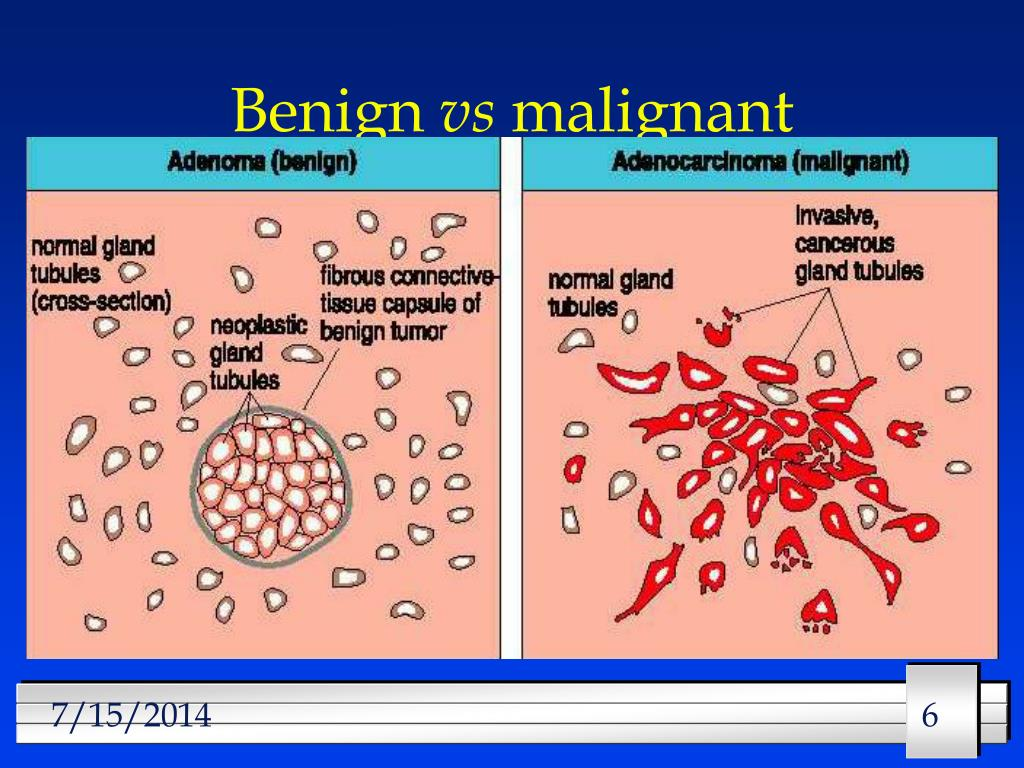 Benign vs malignant
Adenoma (benign)
normal gland
tubules
(cross-section)
neoplastic
gland
tubules
fibrous connective-
tissue capsule of
benign tumor
Adenocarcinoma (malignant)
normal gland
tubules
invasive,
cancerous
gland tubules
7/15/2014
6